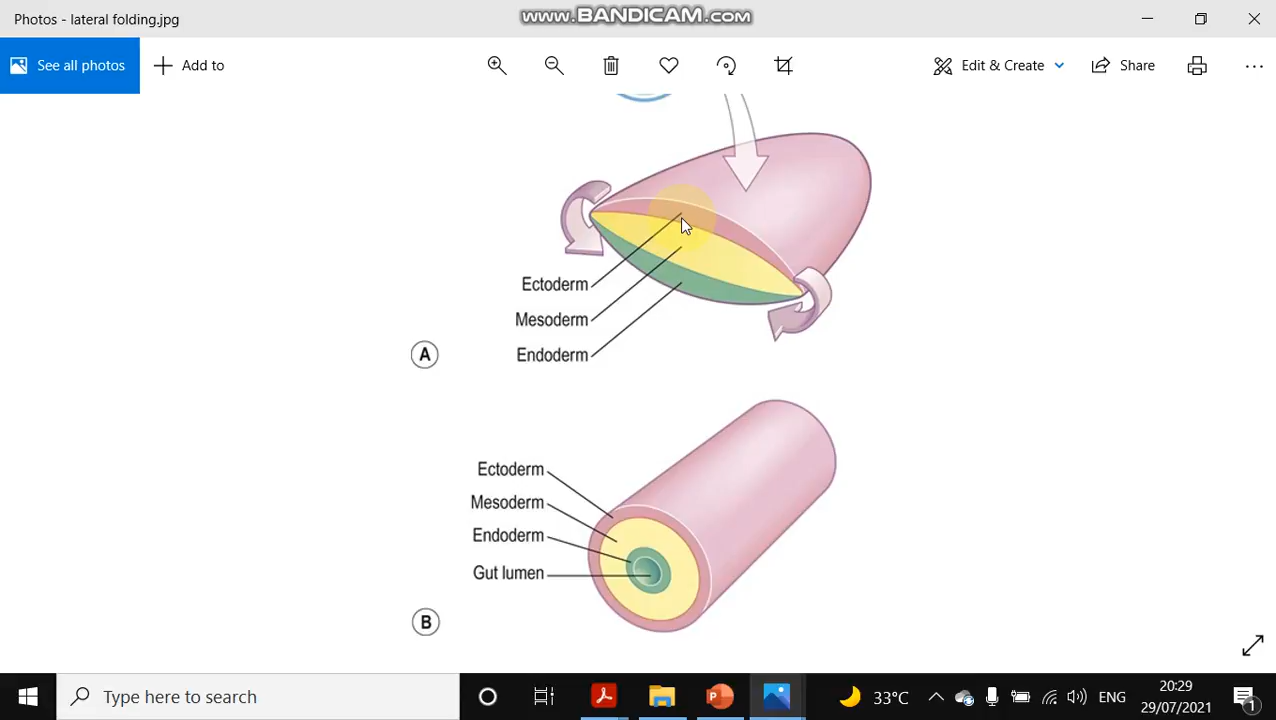 Photos - lateral folding.jpg
www.BANDICAM.com
See all photos
Add to
Edit & Create
Share
Ectoderm
Mesoderm
Endoderm
A
Ectoderm
Mesoderm
Endoderm
Gut lumen
B
Type here to search
33°C
ENG
20:29
29/07/2021
1